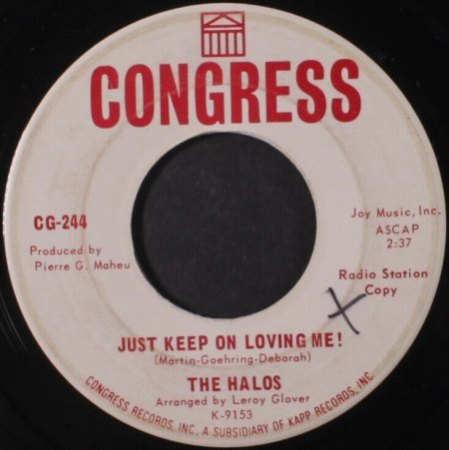 CONGRESS
CG-244
Produced by
Pierre G. Maheu
Joy Music, Inc.
ASCAP
2:37
Radio Station
Copy
JUST KEEP ON LOVING ME!
(Martin-Goehring-Deborah)
THE HALOS
Arranged by Leroy Glover
K-9153
CONGRESS RECORDS, INC. A SUBSIDIARY OF KAPP RECORDS, INC.